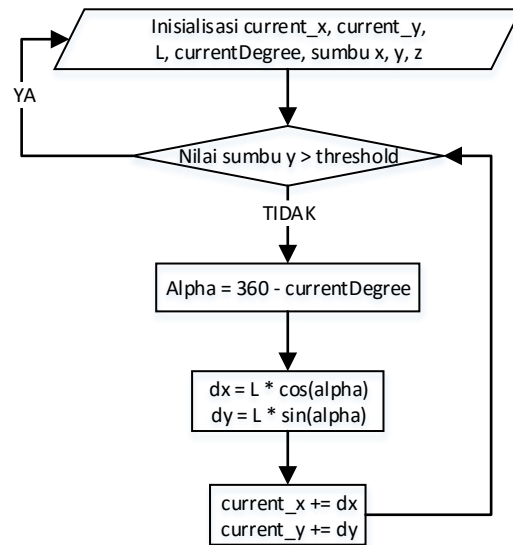 Inisialisasi current_x, current_y,
L, currentDegree, sumbu x, y, z
YA
Nilai sumbu y > threshold
TIDAK
Alpha = 360 - currentDegree
dx = L * cos(alpha)
dy = L * sin(alpha)
current_x += dx
current_y += dy